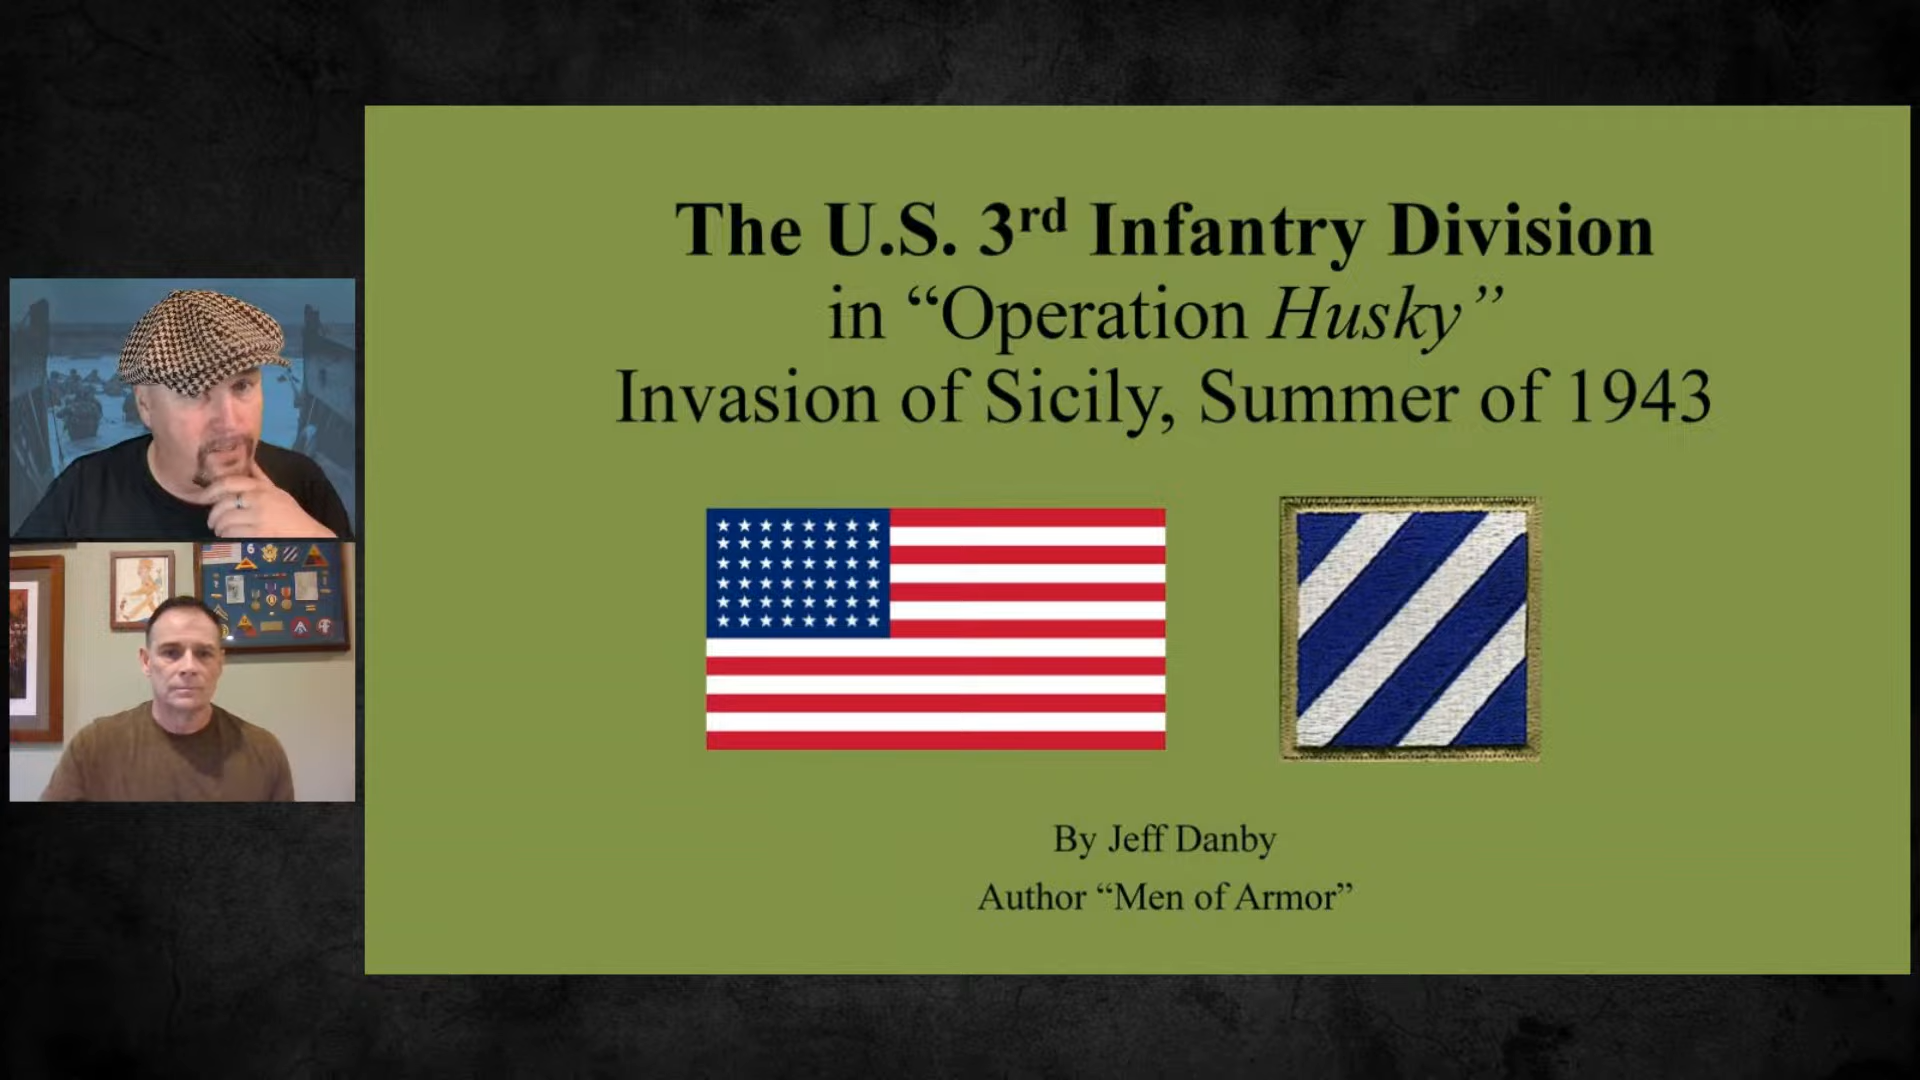 The U.S. 3rd Infantry Division
in “Operation Husky”
Invasion of Sicily, Summer of 1943
By Jeff Danby
Author “Men of Armor”